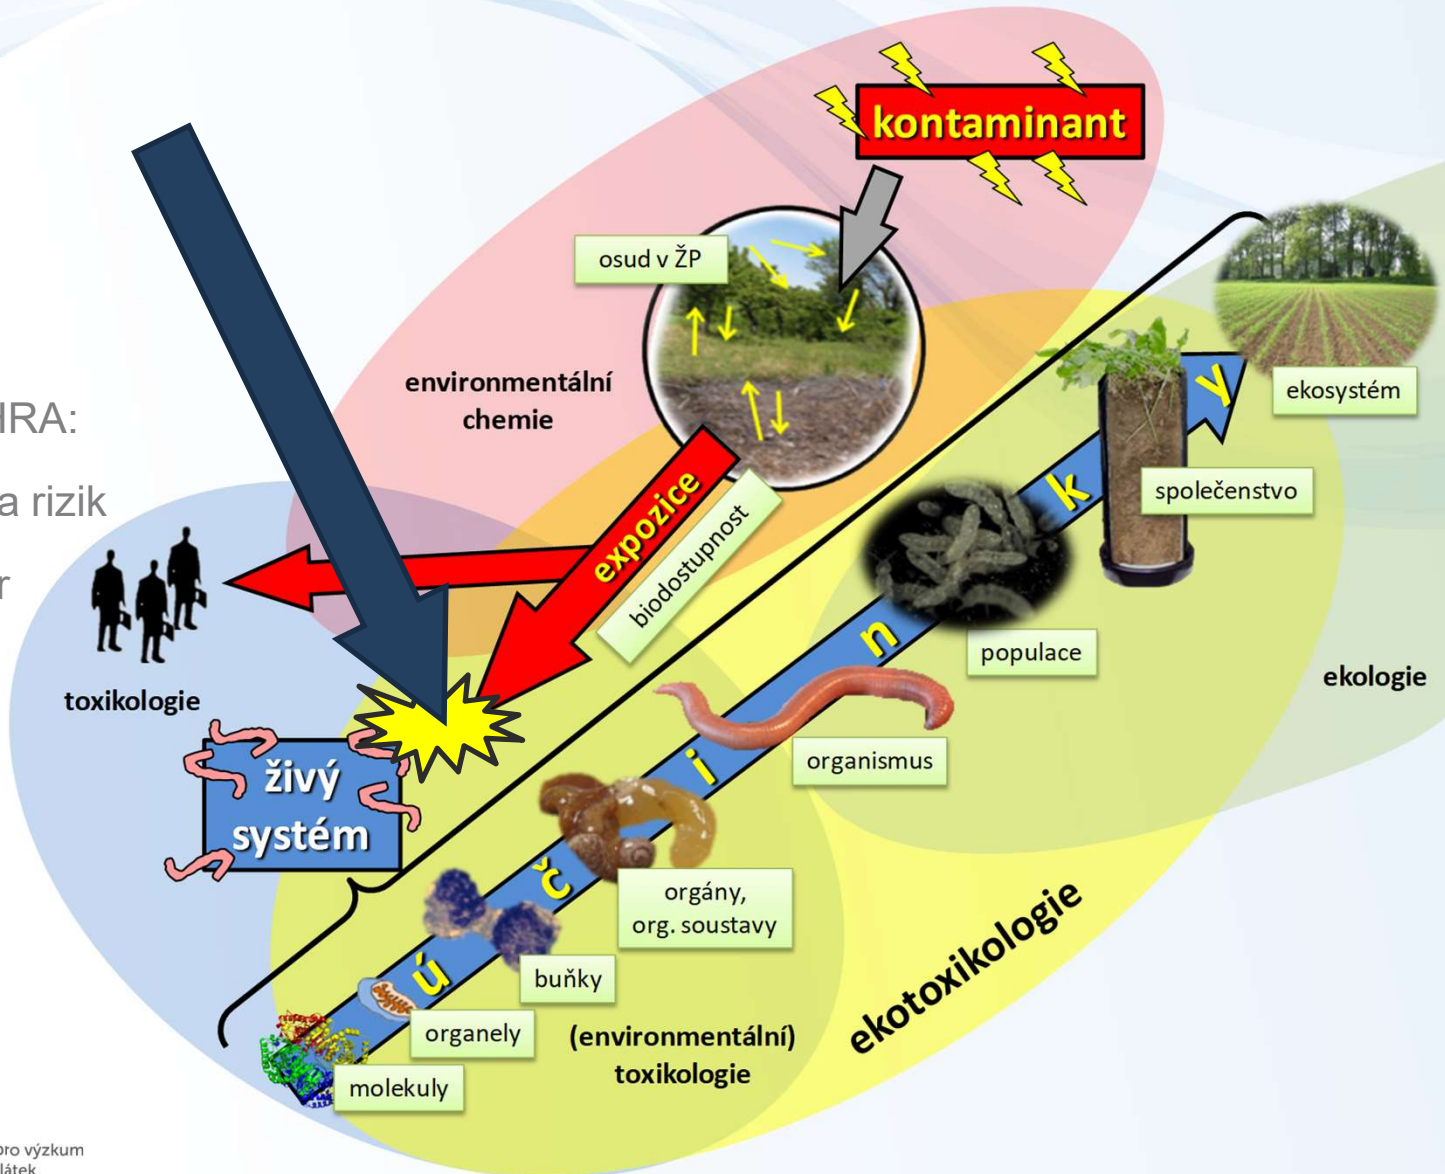 kontaminant
osud v ŽP
environmentální
chemie
ekosystém
HRA:
a rizik
r
společenstvo
expozice
biodostupnost
populace
ekologie
toxikologie
organismus
živý
systém
účinky
orgány,
org. soustavy
buňky
organely
(environmentální)
toxikologie
ekotoxikologie
molekuly
pro výzkum
látek